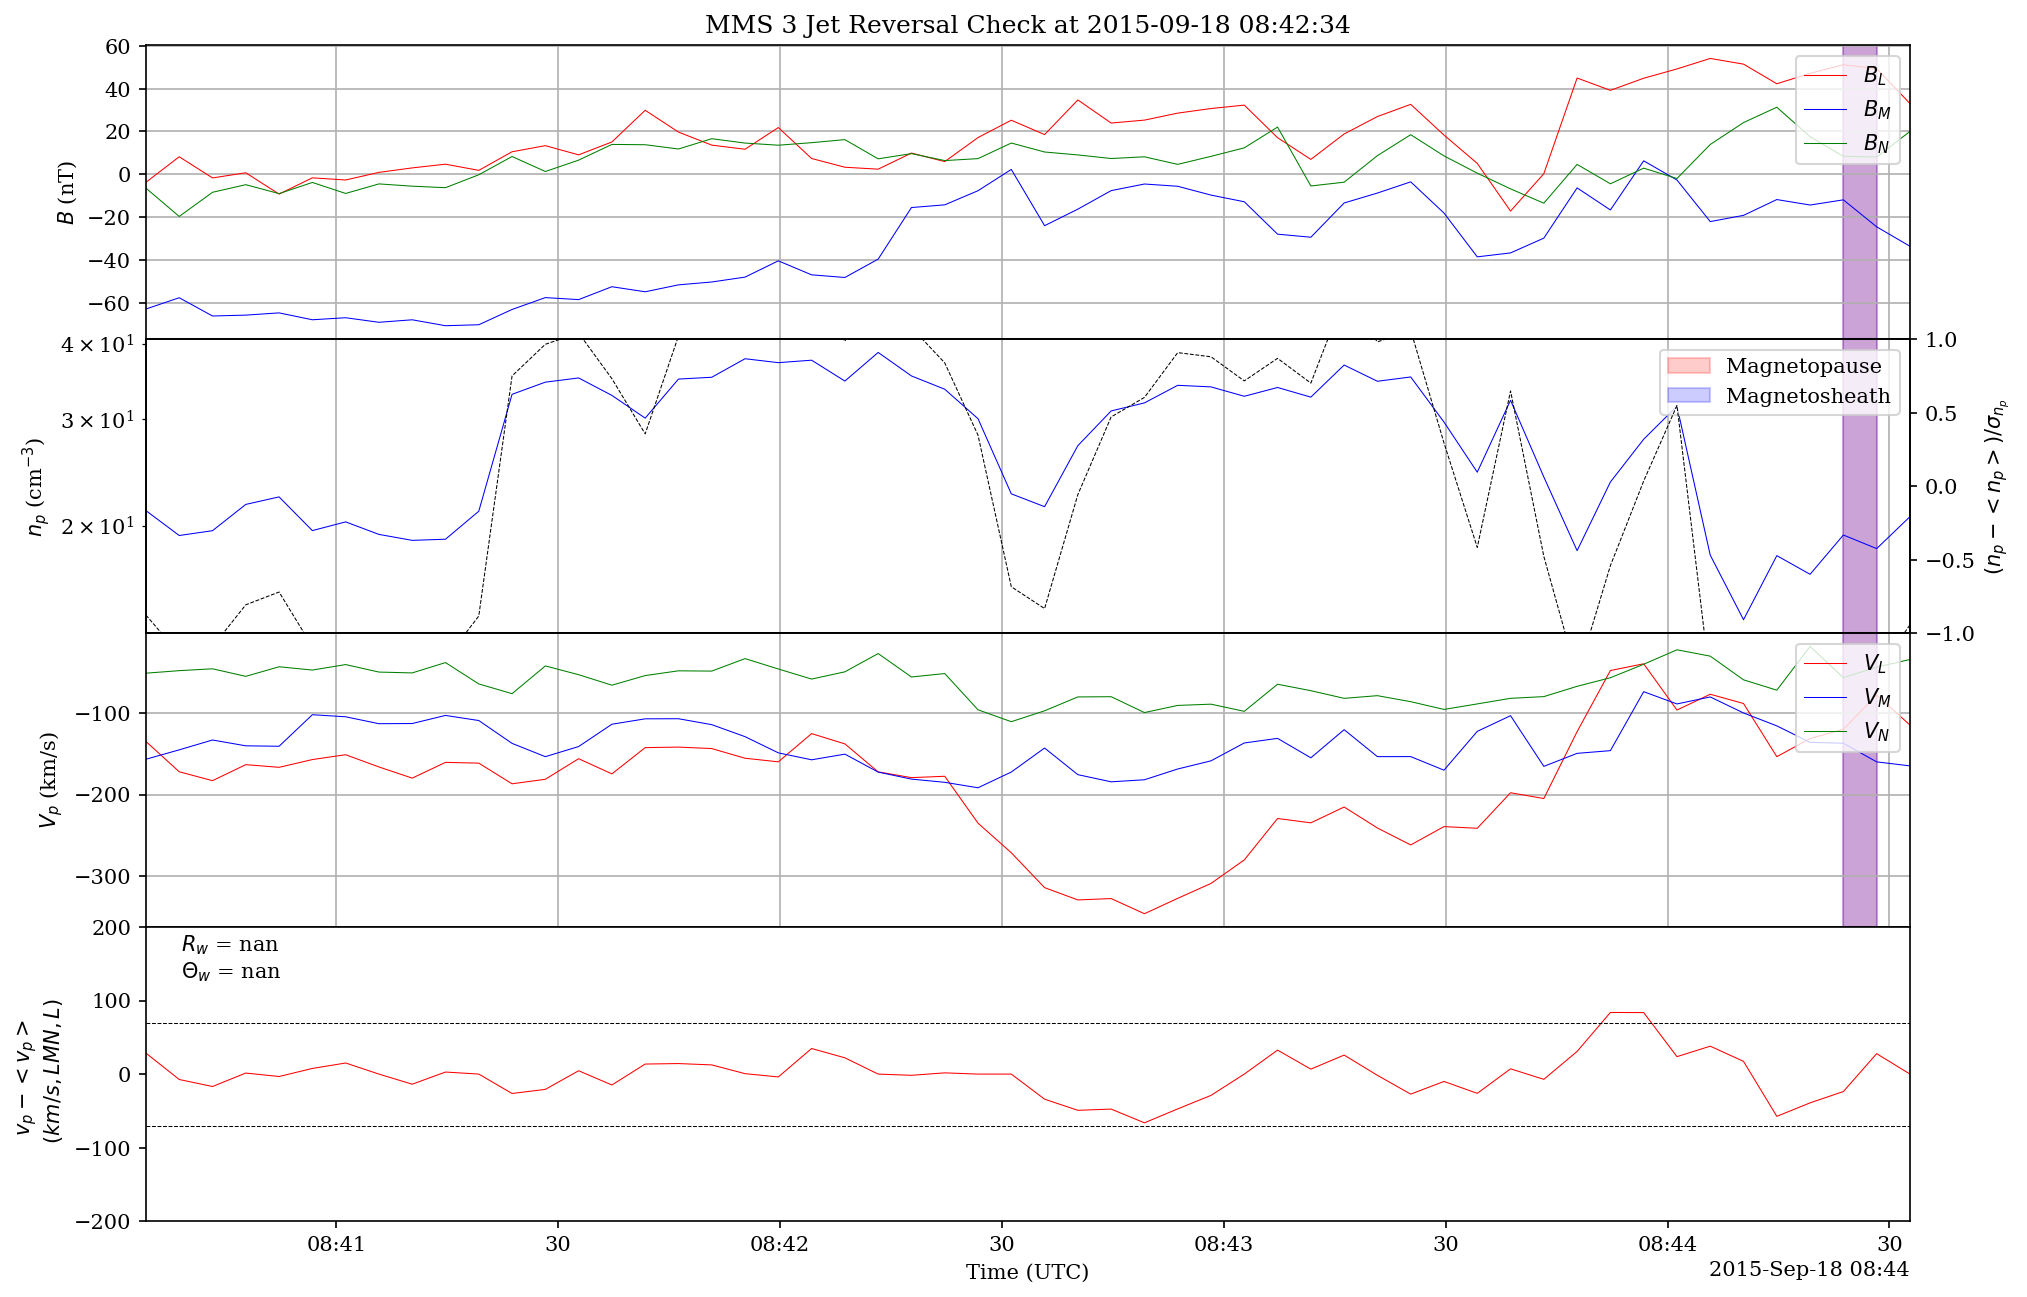 MMS 3 Jet Reversal Check at 2015-09-18 08:42:34
60
40
20
0
−20
−40
−60
B (nT)
B_L
B_M
B_N
4 × 10^1
3 × 10^1
2 × 10^1
n_p (cm^−3)
Magnetopause
Magnetosheath
1.0
0.5
0.0
−0.5
−1.0
(n_p − < n_p > )/σ_{n_p}
−100
−200
−300
V_p (km/s)
V_L
V_M
V_N
200
100
0
−100
−200
v_p − < v_p >
(km/s, LMN, L)
R_w = nan
Θ_w = nan
08:41
30
08:42
30
08:43
30
08:44
30
Time (UTC)
2015-Sep-18 08:44